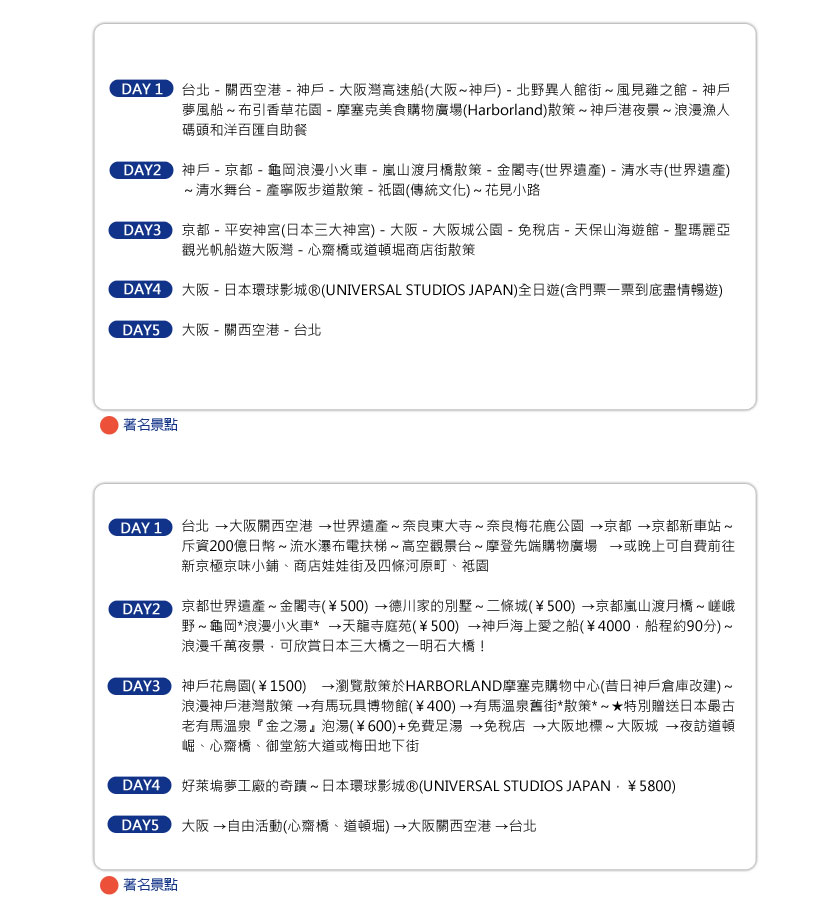 DAY 1 台北 - 關西空港 - 神戶 - 大阪灣高速船(大阪~神戶) - 北野異人館街～風見雞之館 - 神戶
夢風船～布引香草花園 - 摩塞克美食購物廣場(Harborland)散策～神戶港夜景～浪漫漁人
碼頭和洋百匯自助餐
DAY2 神戶 - 京都 - 龜岡浪漫小火車 - 嵐山渡月橋散策 - 金閣寺(世界遺產) - 清水寺(世界遺產)
～清水舞台 - 產寧阪步道散策 - 祇園(傳統文化)～花見小路
DAY3 京都 - 平安神宮(日本三大神宮) - 大阪 - 大阪城公園 - 免稅店 - 天保山海遊館 - 聖瑪麗亞
觀光帆船遊大阪灣 - 心齋橋或道頓堀商店街散策
DAY4 大阪 - 日本環球影城®(UNIVERSAL STUDIOS JAPAN)全日遊(含門票一票到底盡情暢遊)
DAY5 大阪 - 關西空港 - 台北
著名景點
DAY 1 台北 →大阪關西空港 →世界遺產～奈良東大寺～奈良梅花鹿公園 →京都 →京都新車站～
斥資200億日幣～流水瀑布電扶梯～高空觀景台～摩登先端購物廣場 →或晚上可自費前往
新京極京味小鋪、商店娃娃街及四條河原町、祇園
DAY2 京都世界遺產～金閣寺(￥500) →德川家的別墅～二條城(￥500) →京都嵐山渡月橋～嵯峨
野～龜岡*浪漫小火車* →天龍寺庭苑(￥500) →神戶海上愛之船(￥4000，船程約90分)～
浪漫千萬夜景，可欣賞日本三大橋之一明石大橋！
DAY3 神戶花鳥園(￥1500) →瀏覽散策於HARBORLAND摩塞克購物中心(昔日神戶倉庫改建)～
浪漫神戶港灣散策 →有馬玩具博物館(￥400) →有馬溫泉舊街*散策*～★特別贈送日本最古
老有馬溫泉『金之湯』泡湯(￥600)+免費足湯 →免稅店 →大阪地標～大阪城 →夜訪道頓
崛、心齋橋、御堂筋大道或梅田地下街
DAY4 好萊塢夢工廠的奇蹟～日本環球影城®(UNIVERSAL STUDIOS JAPAN，￥5800)
DAY5 大阪 →自由活動(心齋橋、道頓堀) →大阪關西空港 →台北
著名景點